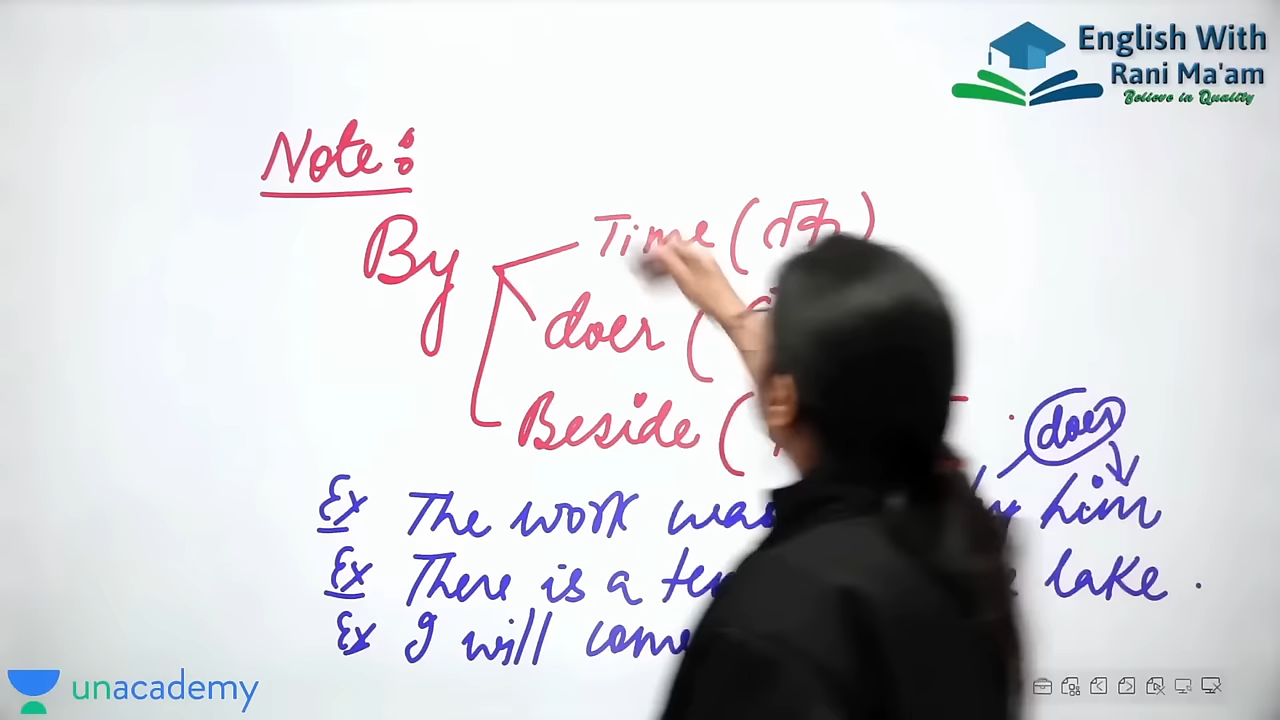 English With
Rani Ma'am
Believe in Quality
Note:
By
Time (तक)
doer (
Beside (
doer
Ex The work was him
Ex There is a lake.
Ex I will come
unacademy